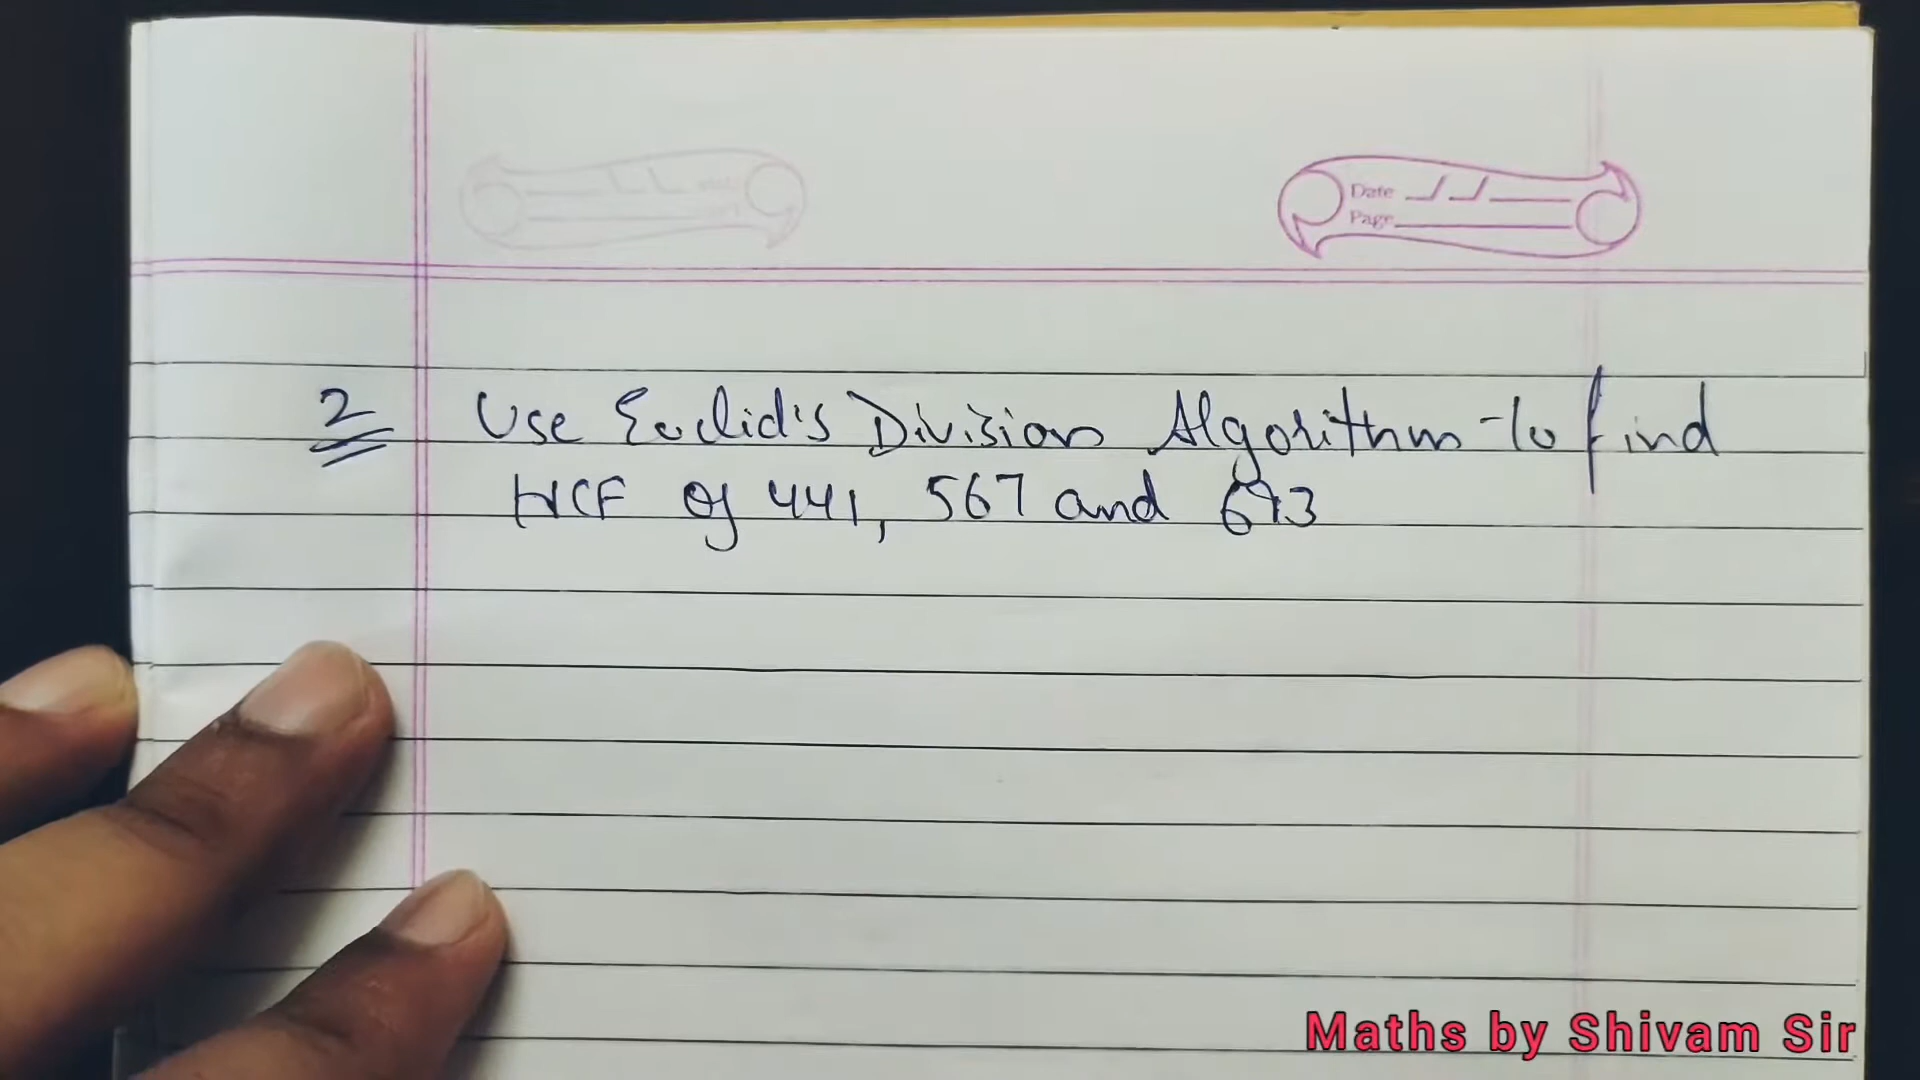 Date
Page
2 Use Euclid's Division Algorithm to find
HCF of 441, 567 and 693
Maths by Shivam Sir